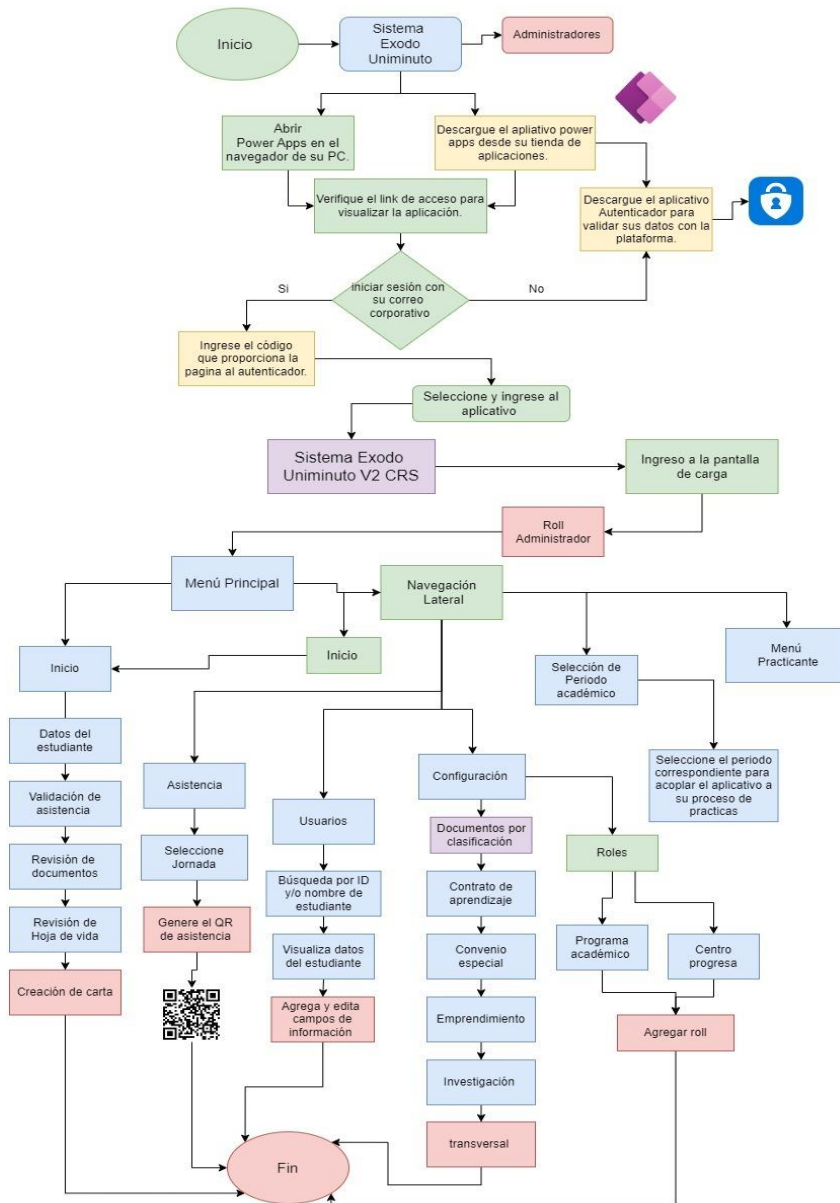 Inicio
Sistema
Exodo
Uniminuto
Administradores
Abrir
Power Apps en el
navegador de su PC.
Descargue el apliativo power
apps desde su tienda de
aplicaciones.
Verifique el link de acceso para
visualizar la aplicación.
Descargue el aplicativo
Autenticador para
validar sus datos con la
plataforma.
iniciar sesión con
su correo
corporativo
Si
No
Ingrese el código
que proporciona la
pagina al autenticador.
Seleccione y ingrese al
aplicativo
Sistema Exodo
Uniminuto V2 CRS
Ingreso a la pantalla
de carga
Roll
Administrador
Menú Principal
Navegación
Lateral
Inicio
Inicio
Selección de
Periodo
académico
Menú
Practicante
Datos del
estudiante
Validación de
asistencia
Revisión de
documentos
Revisión de
Hoja de vida
Creación de carta
Asistencia
Seleccione
Jornada
Genere el QR
de asistencia
Usuarios
Búsqueda por ID
y/o nombre de
estudiante
Visualiza datos
del estudiante
Agrega y edita
campos de
información
Configuración
Documentos por
clasificación
Contrato de
aprendizaje
Convenio
especial
Emprendimiento
Investigación
transversal
Seleccione el periodo
correspondiente para
acoplar el aplicativo a
su proceso de
practicas
Roles
Programa
académico
Centro
progresa
Agregar roll
Fin